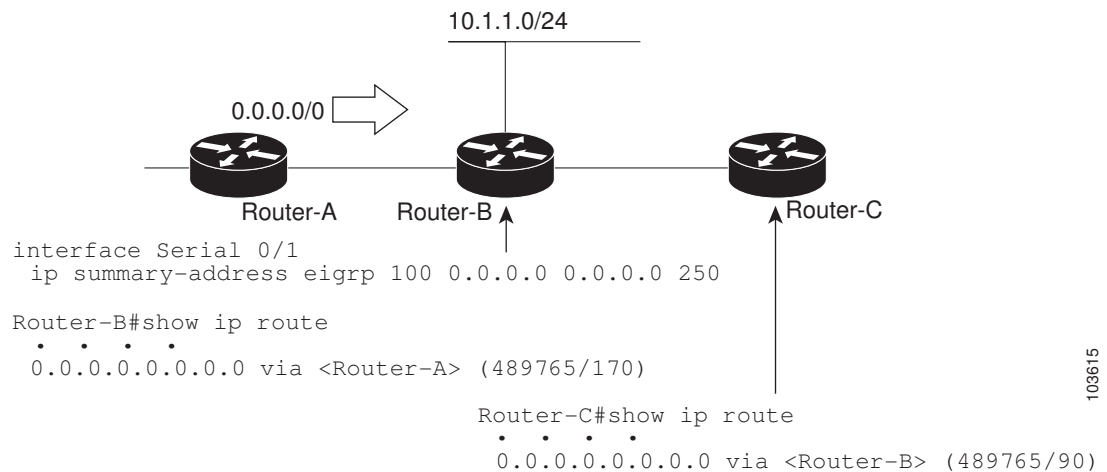 10.1.1.0/24
0.0.0.0/0
Router-A
Router-B
Router-C
interface Serial 0/1
ip summary-address eigrp 100 0.0.0.0 0.0.0.0 250
Router-B#show ip route
. . . .
0.0.0.0.0.0.0.0 via <Router-A> (489765/170)
Router-C#show ip route
. . . .
0.0.0.0.0.0.0.0 via <Router-B> (489765/90)
103615